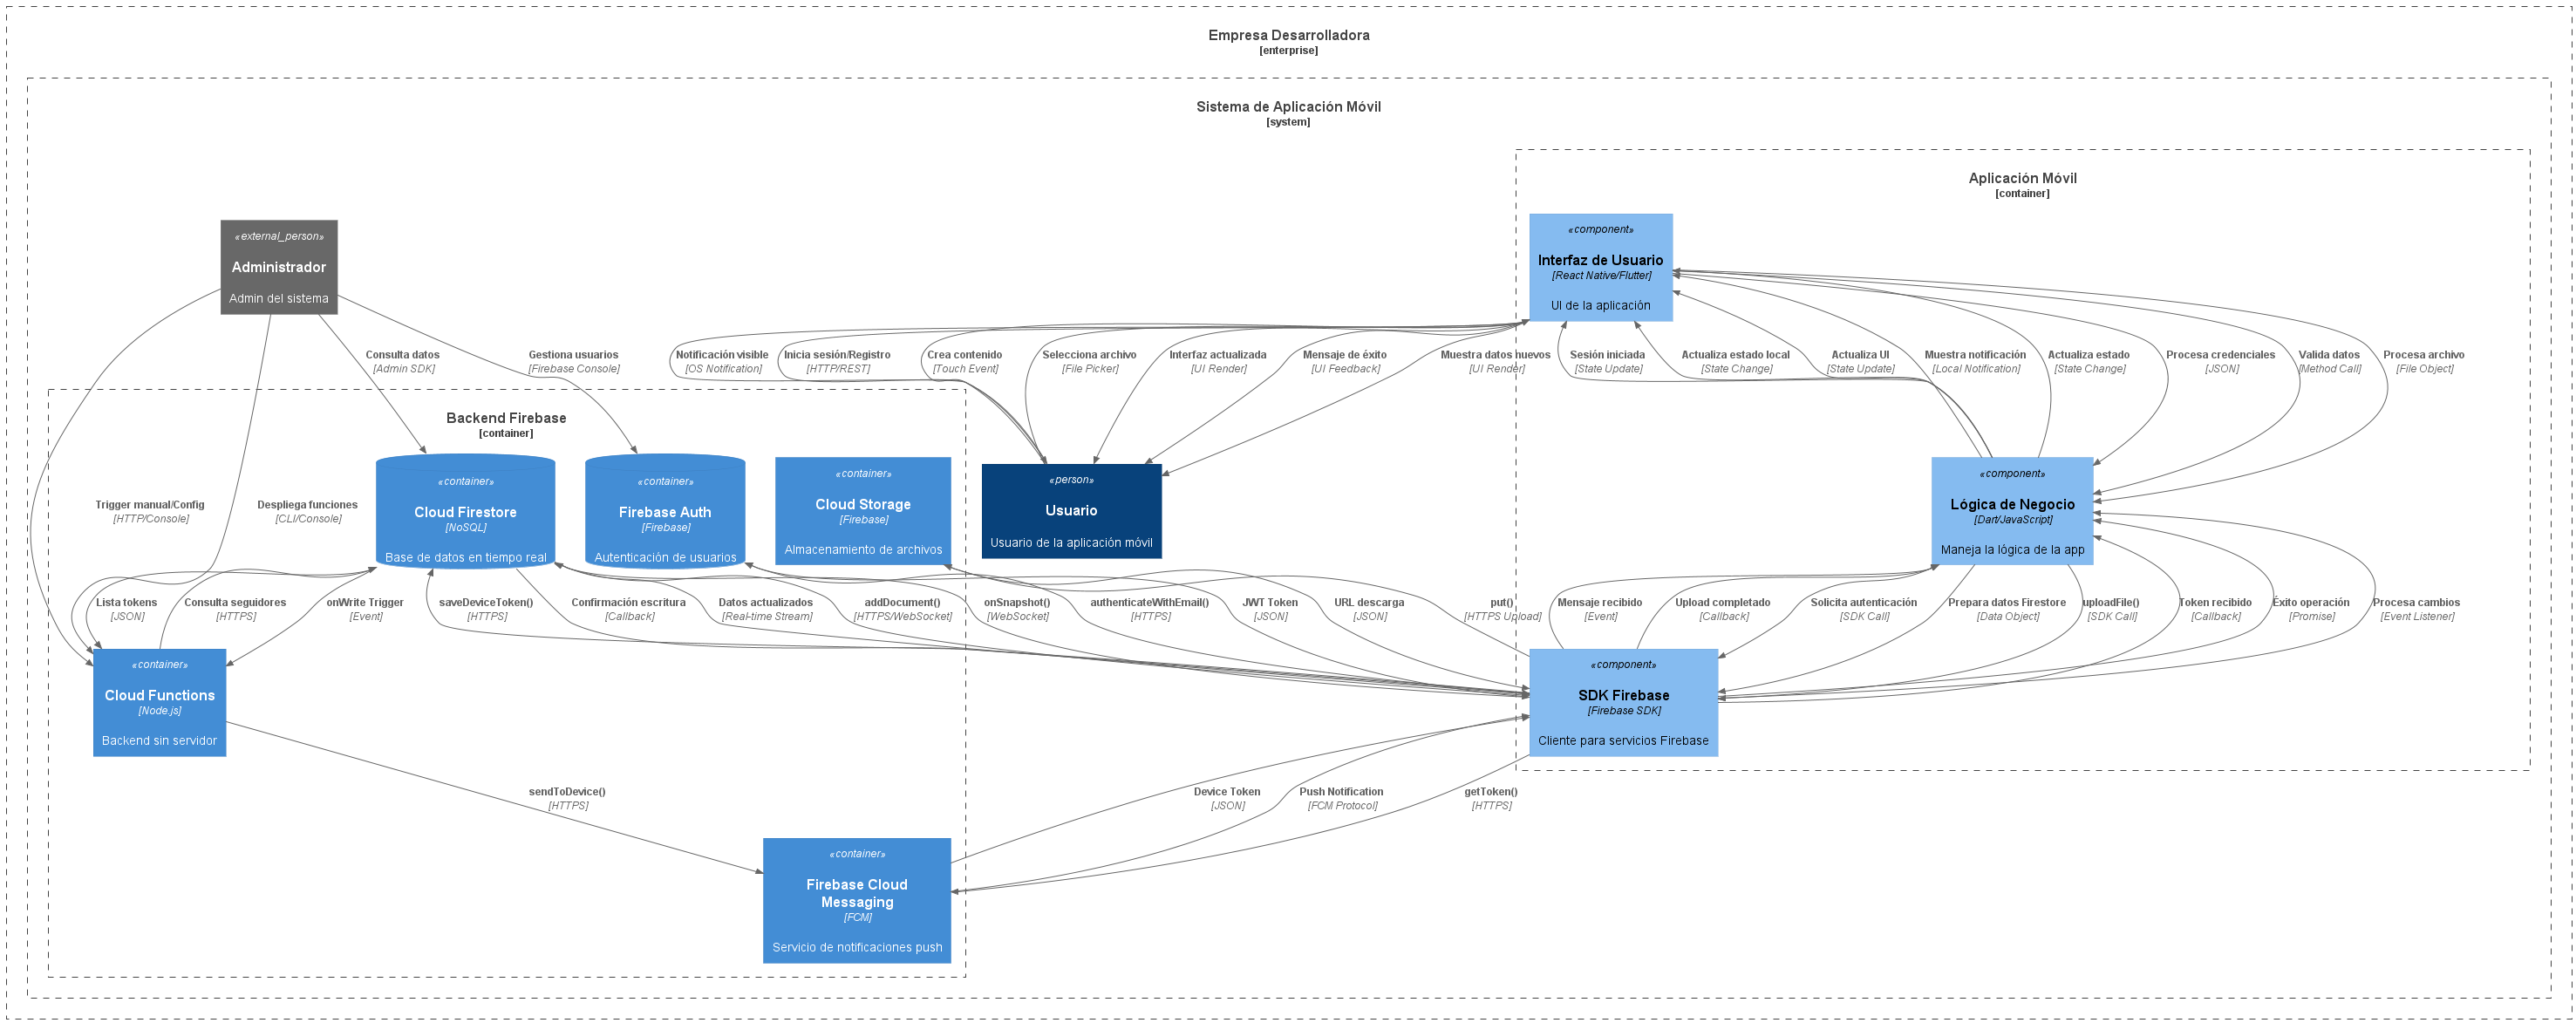 Empresa Desarrolladora
[enterprise]
Sistema de Aplicación Móvil
[system]
Aplicación Móvil
[container]
«external_person»
Administrador
Admin del sistema
«component»
Interfaz de Usuario
[React Native/Flutter]
UI de la aplicación
Consulta datos
[Admin SDK]
Gestiona usuarios
[Firebase Console]
Notificación visible
[OS Notification]
Inicia sesión/Registro
[HTTP/REST]
Crea contenido
[Touch Event]
Selecciona archivo
[File Picker]
Interfaz actualizada
[UI Render]
Mensaje de éxito
[UI Feedback]
Muestra datos nuevos
[UI Render]
Sesión iniciada
[State Update]
Actualiza estado local
[State Change]
Actualiza UI
[State Update]
Muestra notificación
[Local Notification]
Actualiza estado
[State Change]
Procesa credenciales
[JSON]
Valida datos
[Method Call]
Procesa archivo
[File Object]
Backend Firebase
[container]
Trigger manual/Config
[HTTP/Console]
Despliega funciones
[CLI/Console]
«container»
Cloud Firestore
[NoSQL]
Base de datos en tiempo real
«container»
Firebase Auth
[Firebase]
Autenticación de usuarios
«container»
Cloud Storage
[Firebase]
Almacenamiento de archivos
«person»
Usuario
Usuario de la aplicación móvil
«component»
Lógica de Negocio
[Dart/JavaScript]
Maneja la lógica de la app
Lista tokens
[JSON]
Consulta seguidores
[HTTPS]
onWrite Trigger
[Event]
saveDeviceToken()
[HTTPS]
Confirmación escritura
[Callback]
Datos actualizados
[Real-time Stream]
addDocument()
[HTTPS/WebSocket]
onSnapshot()
[WebSocket]
authenticateWithEmail()
[HTTPS]
JWT Token
[JSON]
URL descarga
[JSON]
put()
[HTTPS Upload]
Mensaje recibido
[Event]
Upload completado
[Callback]
Solicita autenticación
[SDK Call]
Prepara datos Firestore
[Data Object]
uploadFile()
[SDK Call]
Token recibido
[Callback]
Éxito operación
[Promise]
Procesa cambios
[Event Listener]
«container»
Cloud Functions
[Node.js]
Backend sin servidor
«component»
SDK Firebase
[Firebase SDK]
Cliente para servicios Firebase
sendToDevice()
[HTTPS]
Device Token
[JSON]
Push Notification
[FCM Protocol]
getToken()
[HTTPS]
«container»
Firebase Cloud
Messaging
[FCM]
Servicio de notificaciones push